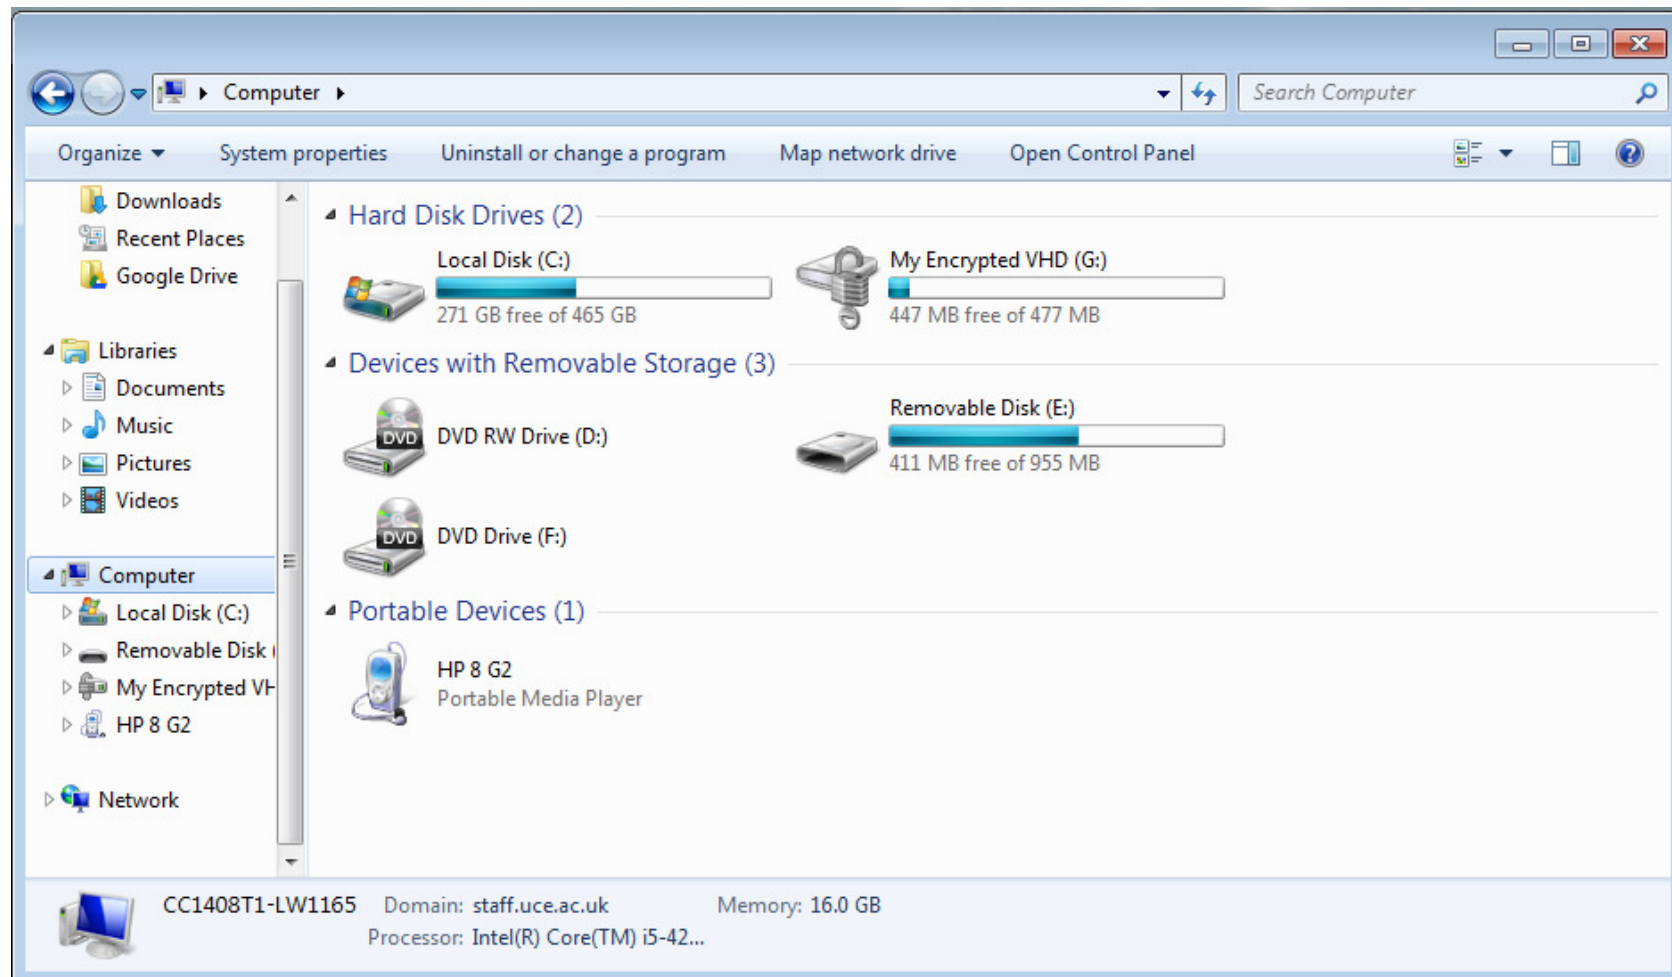 Computer
Search Computer
Organize System properties Uninstall or change a program Map network drive Open Control Panel
Downloads
Recent Places
Google Drive
Libraries
Documents
Music
Pictures
Videos
Computer
Local Disk (C:)
Removable Disk (
My Encrypted VH
HP 8 G2
Network
Hard Disk Drives (2)
Local Disk (C:)
271 GB free of 465 GB
My Encrypted VHD (G:)
447 MB free of 477 MB
Devices with Removable Storage (3)
DVD
DVD RW Drive (D:)
Removable Disk (E:)
411 MB free of 955 MB
DVD
DVD Drive (F:)
Portable Devices (1)
HP 8 G2
Portable Media Player
CC1408T1-LW1165 Domain: staff.uce.ac.uk Memory: 16.0 GB
Processor: Intel(R) Core(TM) i5-42...